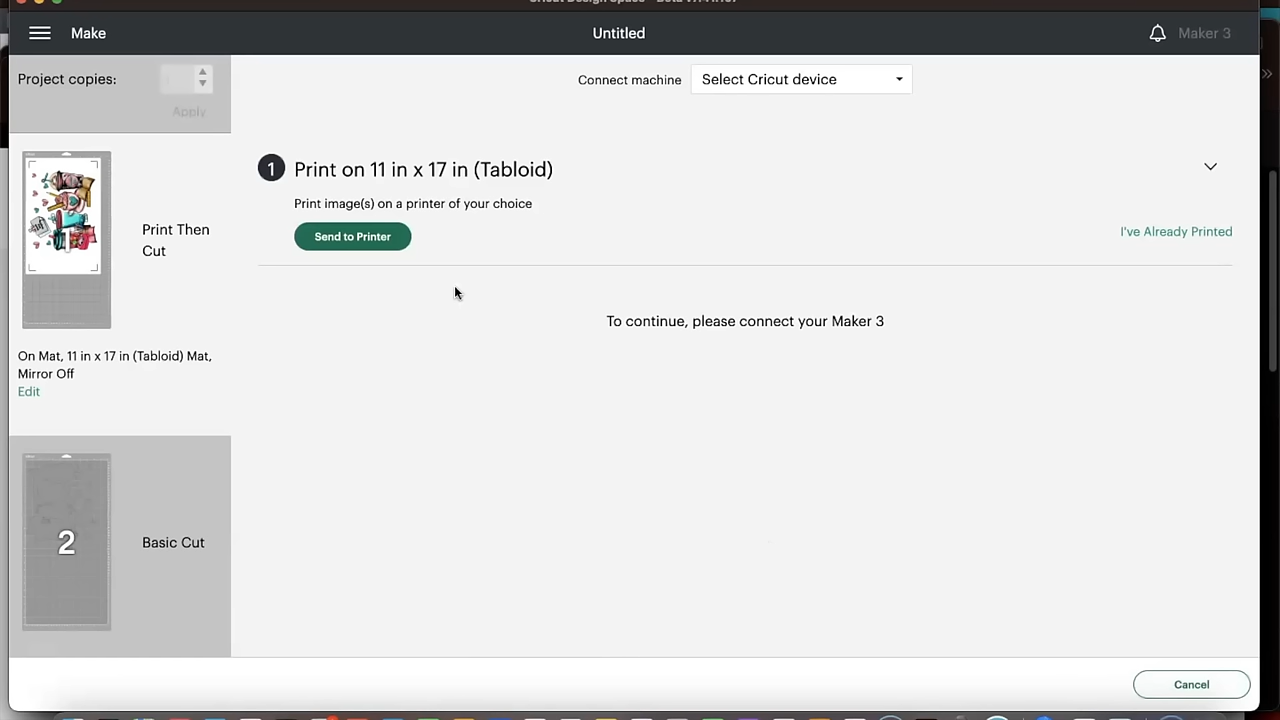 Make
Untitled
Maker 3
Project copies:
Apply
Connect machine
Select Cricut device
1
Print on 11 in x 17 in (Tabloid)
Print image(s) on a printer of your choice
Send to Printer
I've Already Printed
1
Print Then
Cut
To continue, please connect your Maker 3
On Mat, 11 in x 17 in (Tabloid) Mat,
Mirror Off
Edit
2
Basic Cut
Cancel